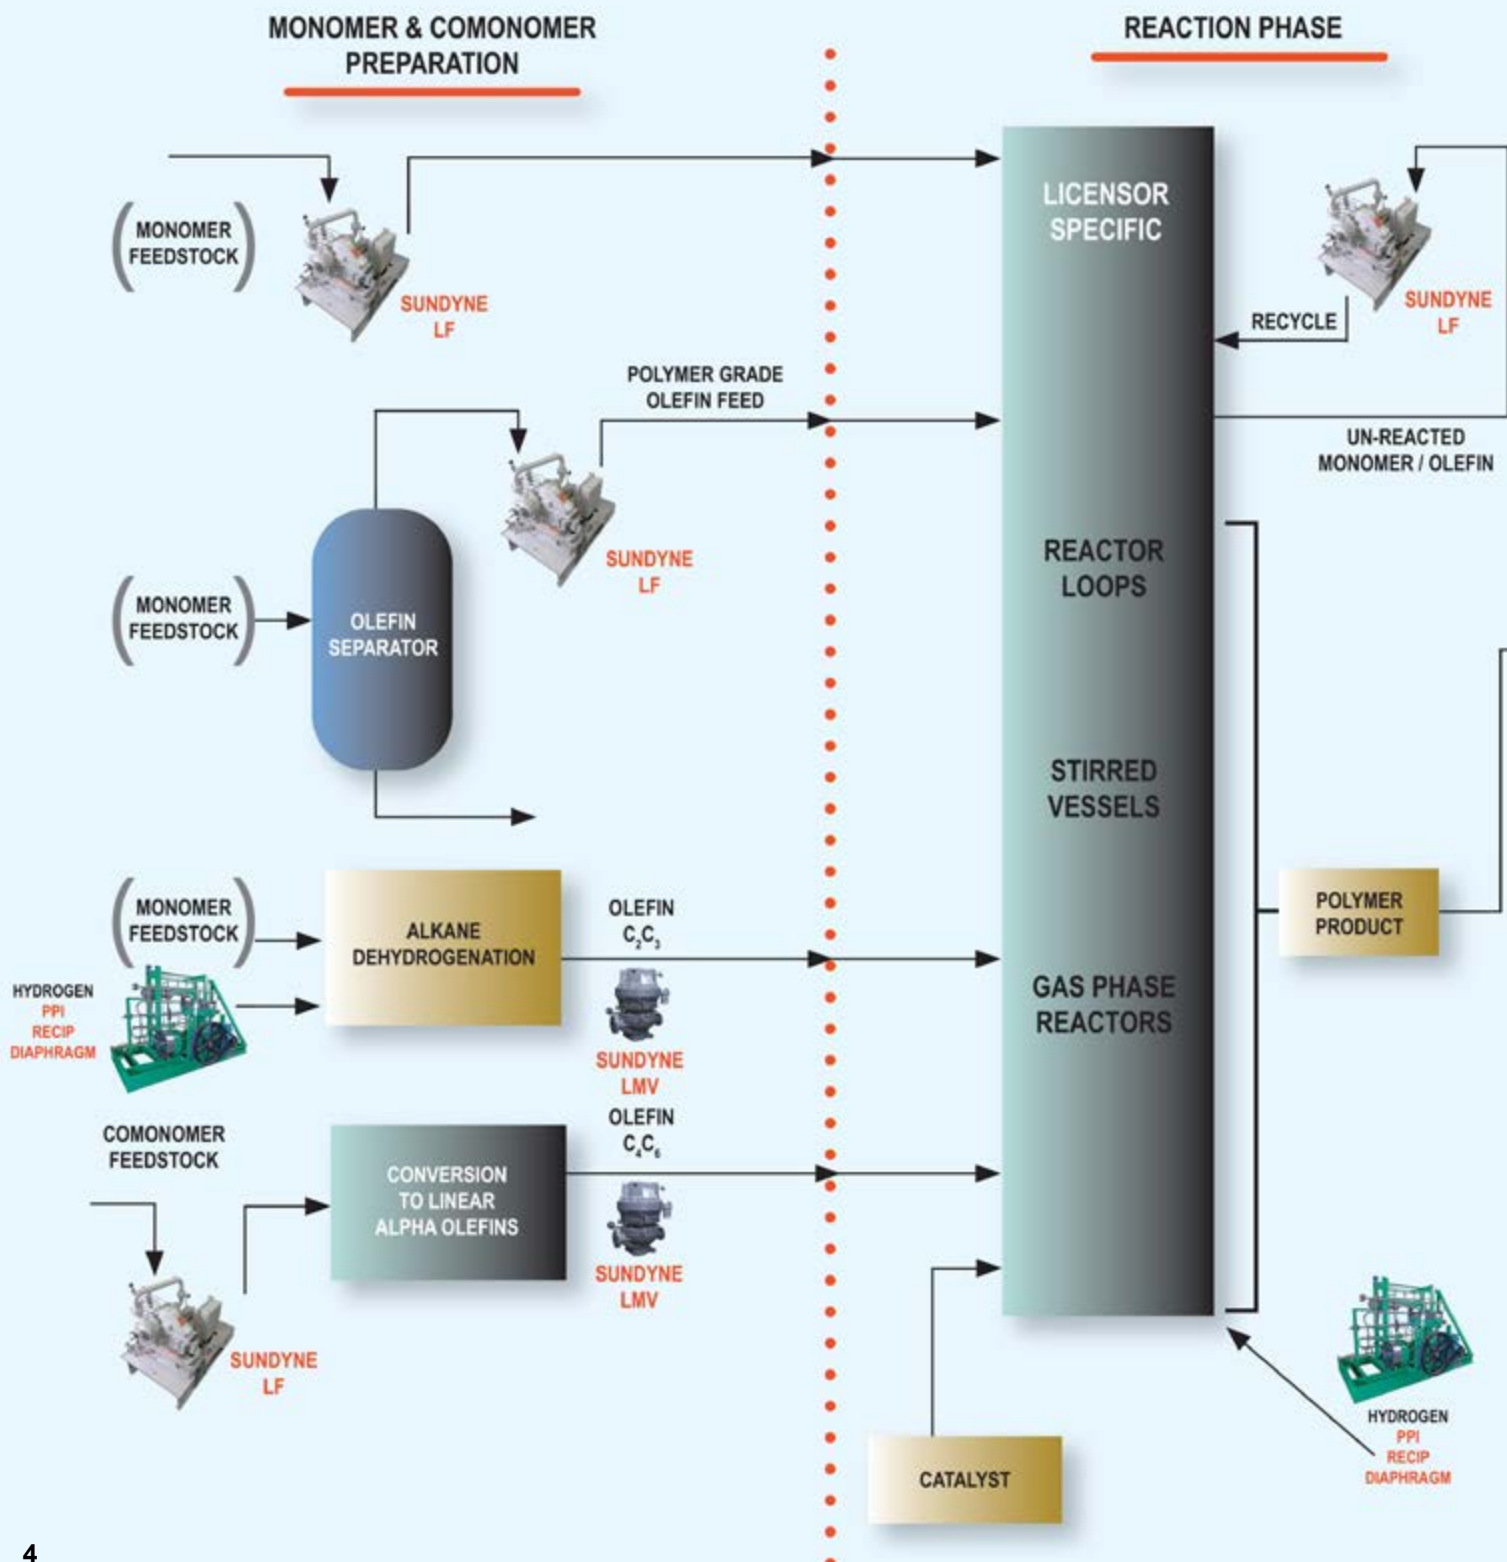 MONOMER & COMONOMER
PREPARATION
REACTION PHASE
(MONOMER
FEEDSTOCK)
SUNDYNE
LF
LICENSOR
SPECIFIC
RECYCLE
SUNDYNE
LF
POLYMER GRADE
OLEFIN FEED
UN-REACTED
MONOMER / OLEFIN
SUNDYNE
LF
(MONOMER
FEEDSTOCK)
OLEFIN
SEPARATOR
REACTOR
LOOPS
STIRRED
VESSELS
(MONOMER
FEEDSTOCK)
ALKANE
DEHYDROGENATION
OLEFIN
C₂C₃
POLYMER
PRODUCT
HYDROGEN
PPI
RECIP
DIAPHRAGM
SUNDYNE
LMV
GAS PHASE
REACTORS
COMONOMER
FEEDSTOCK
CONVERSION
TO LINEAR
ALPHA OLEFINS
OLEFIN
C₄C₆
SUNDYNE
LMV
SUNDYNE
LF
CATALYST
HYDROGEN
PPI
RECIP
DIAPHRAGM
4